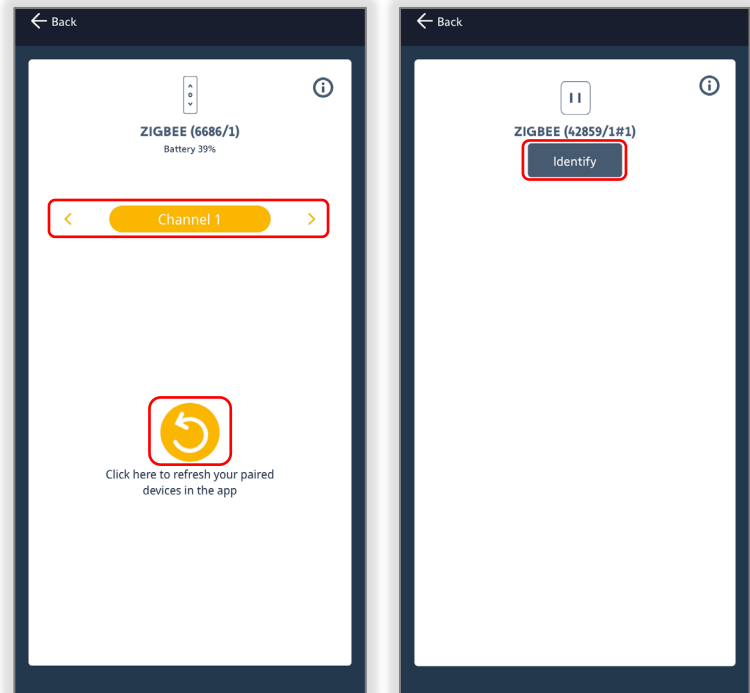 Back
ZIGBEE (6686/1)
Battery 39%
Channel 1
Click here to refresh your paired
devices in the app
Back
ZIGBEE (42859/1#1)
Identify